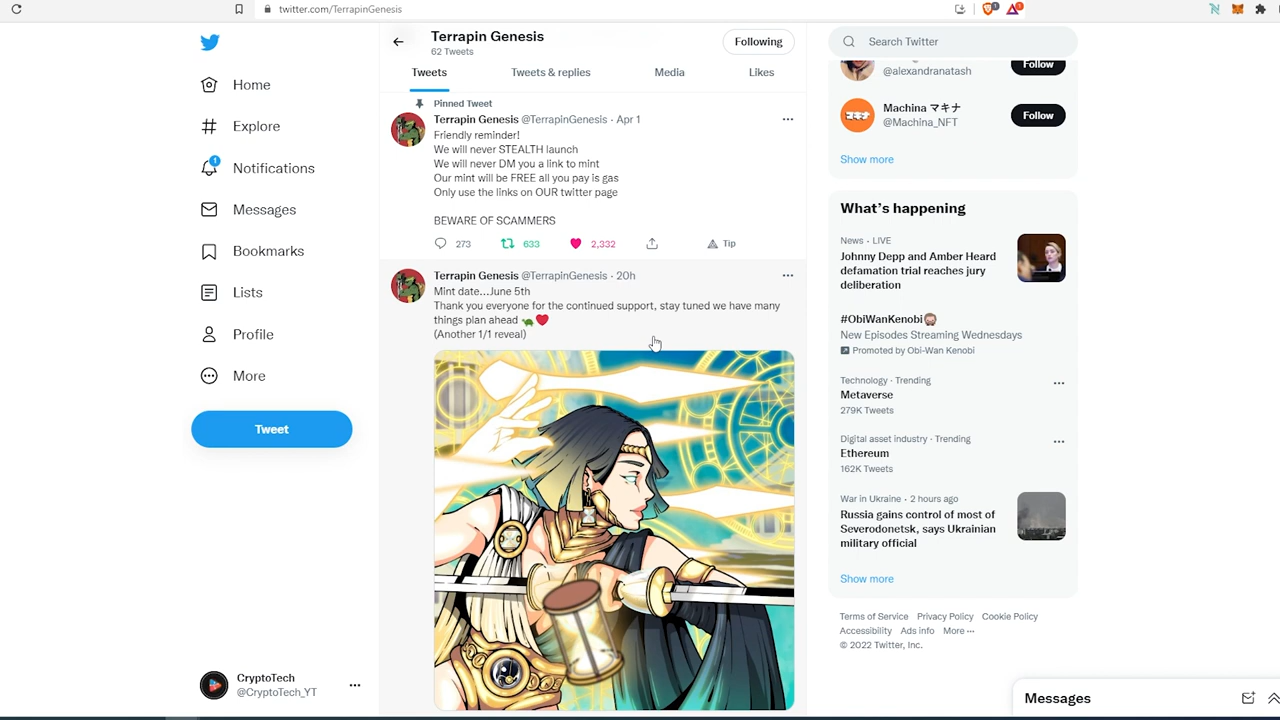 twitter.com/TerrapinGenesis
Terrapin Genesis
62 Tweets
Following
Tweets
Tweets & replies
Media
Likes
Home
Explore
1
Notifications
Messages
Bookmarks
Lists
Profile
More
Tweet
CryptoTech
@CryptoTech_YT
Pinned Tweet
Terrapin Genesis @TerrapinGenesis · Apr 1
Friendly reminder!
We will never STEALTH launch
We will never DM you a link to mint
Our mint will be FREE all you pay is gas
Only use the links on OUR twitter page
BEWARE OF SCAMMERS
273 633 2,332 Tip
Terrapin Genesis @TerrapinGenesis · 20h
Mint date...June 5th
Thank you everyone for the continued support, stay tuned we have many
things plan ahead 🐢❤️
(Another 1/1 reveal)
Search Twitter
@alexandranatash
Follow
Machina マキナ
@Machina_NFT
Follow
Show more
What's happening
News · LIVE
Johnny Depp and Amber Heard
defamation trial reaches jury
deliberation
#ObiWanKenobi
New Episodes Streaming Wednesdays
Promoted by Obi-Wan Kenobi
Technology · Trending
Metaverse
279K Tweets
Digital asset industry · Trending
Ethereum
162K Tweets
War in Ukraine · 2 hours ago
Russia gains control of most of
Severodonetsk, says Ukrainian
military official
Show more
Terms of Service Privacy Policy Cookie Policy
Accessibility Ads info More ···
© 2022 Twitter, Inc.
Messages